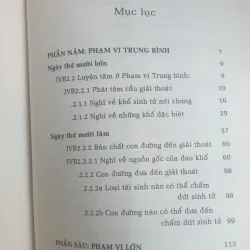 Mục lục
PHẦN NĂM: PHẠM VI TRUNG BÌNH 7
Ngày thứ mười bốn 9
IVB2.2 Luyện tâm ở Phạm vi Trung bình: 9
IVB2.2.1 Phát tâm cầu giải thoát: 9
.2.1 Nghĩ về khổ sinh tử nói chung 10
.2.1 Nghĩ về những khổ đặc biệt 21
Ngày thứ mười lăm 57
IVB2.2.2 Bản chất con đường đến giải thoát 57
.2.2.1 Nghĩ về nguồn gốc của đau khổ 57
2.2.2 Con đường đưa đến giải thoát 98
2.2.2a Loại tái sinh nào có thể chấm
dứt sinh tử 98
2.2.2b Con đường nào có thể đưa đến
chấm dứt sinh tử 99
PHẦN SÁU: PHẠM VI LỚN 113